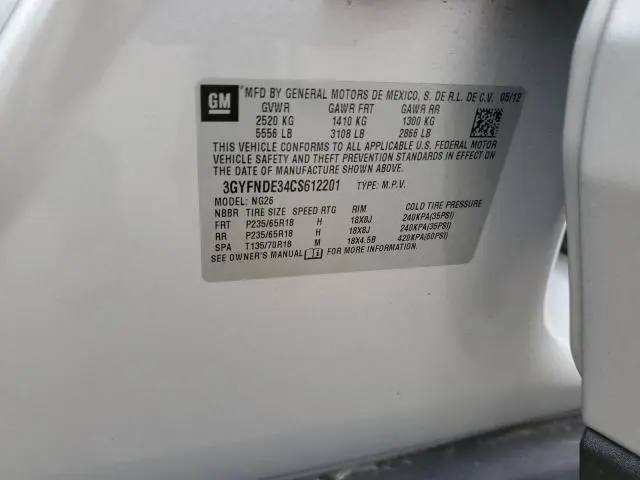 GM
MFD BY GENERAL MOTORS DE MEXICO, S. DE R.L. DE C.V. 05/12
GVWR GAWR FRT GAWR RR
2520 KG 1410 KG 1300 KG
5556 LB 3108 LB 2866 LB
THIS VEHICLE CONFORMS TO ALL APPLICABLE U.S. FEDERAL MOTOR
VEHICLE SAFETY AND THEFT PREVENTION STANDARDS IN EFFECT ON
THE DATE OF MANUFACTURE SHOWN ABOVE.
3GYFNDE34CS612201 TYPE: M.P.V.
MODEL: NG26
NBBR TIRE SIZE SPEED RTG RIM COLD TIRE PRESSURE
FRT P235/65R18 H 18X8J 240KPA(35PSI)
RR P235/65R18 H 18X8J 240KPA(35PSI)
SPA T135/70R18 M 18X4.5B 420KPA(60PSI)
SEE OWNER'S MANUAL FOR MORE INFORMATION.